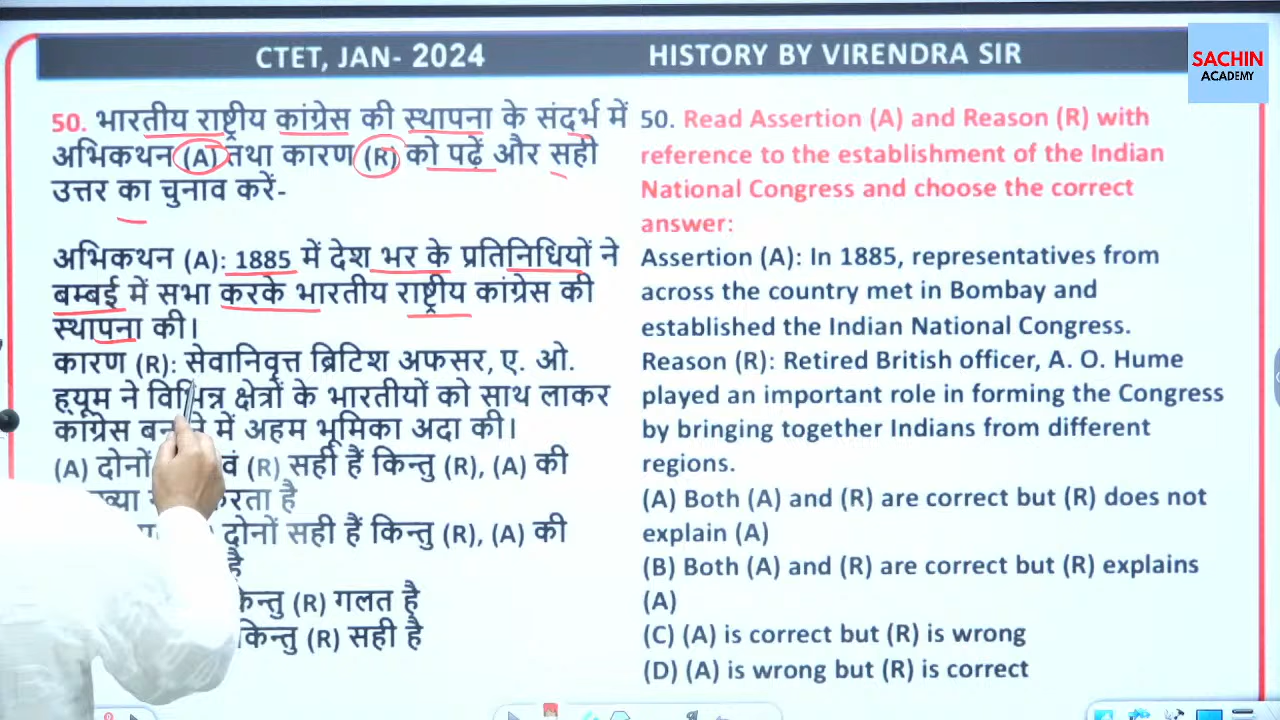 CTET, JAN- 2024
HISTORY BY VIRENDRA SIR
SACHIN
ACADEMY
50. भारतीय राष्ट्रीय कांग्रेस की स्थापना के संदर्भ में
अभिकथन (A) तथा कारण (R) को पढ़ें और सही
उत्तर का चुनाव करें-
अभिकथन (A): 1885 में देश भर के प्रतिनिधियों ने
बम्बई में सभा करके भारतीय राष्ट्रीय कांग्रेस की
स्थापना की।
कारण (R): सेवानिवृत्त ब्रिटिश अफसर, ए. ओ.
ह्यूम ने विभिन्न क्षेत्रों के भारतीयों को साथ लाकर
कांग्रेस में अहम भूमिका अदा की।
(A) दोनों (R) सही हैं किन्तु (R), (A) की
है
दोनों सही हैं किन्तु (R), (A) की
है
किन्तु (R) गलत है
किन्तु (R) सही है
50. Read Assertion (A) and Reason (R) with
reference to the establishment of the Indian
National Congress and choose the correct
answer:
Assertion (A): In 1885, representatives from
across the country met in Bombay and
established the Indian National Congress.
Reason (R): Retired British officer, A. O. Hume
played an important role in forming the Congress
by bringing together Indians from different
regions.
(A) Both (A) and (R) are correct but (R) does not
explain (A)
(B) Both (A) and (R) are correct but (R) explains
(A)
(C) (A) is correct but (R) is wrong
(D) (A) is wrong but (R) is correct